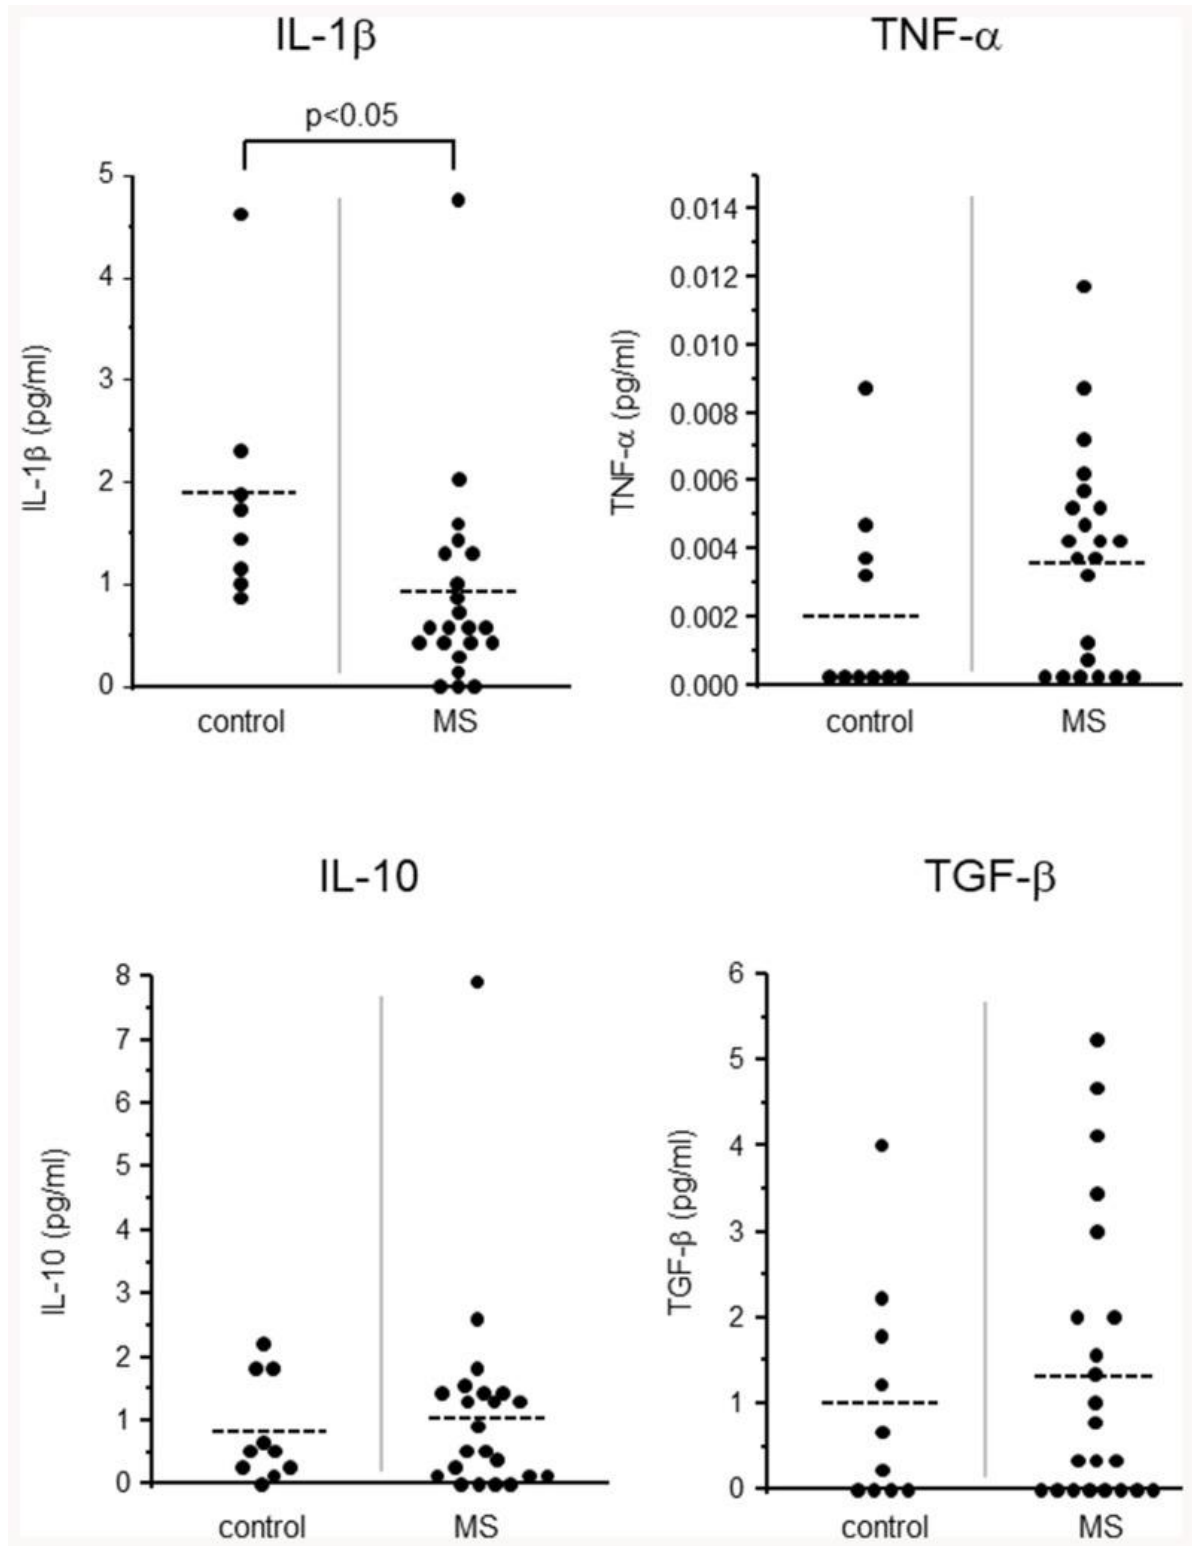 IL-1β
p<0.05
5
4
3
2
1
0
IL-1β (pg/ml)
control
MS
TNF-α
0.014
0.012
0.010
0.008
0.006
0.004
0.002
0.000
TNF-α (pg/ml)
control
MS
IL-10
8
7
6
5
4
3
2
1
0
IL-10 (pg/ml)
control
MS
TGF-β
6
5
4
3
2
1
0
TGF-β (pg/ml)
control
MS